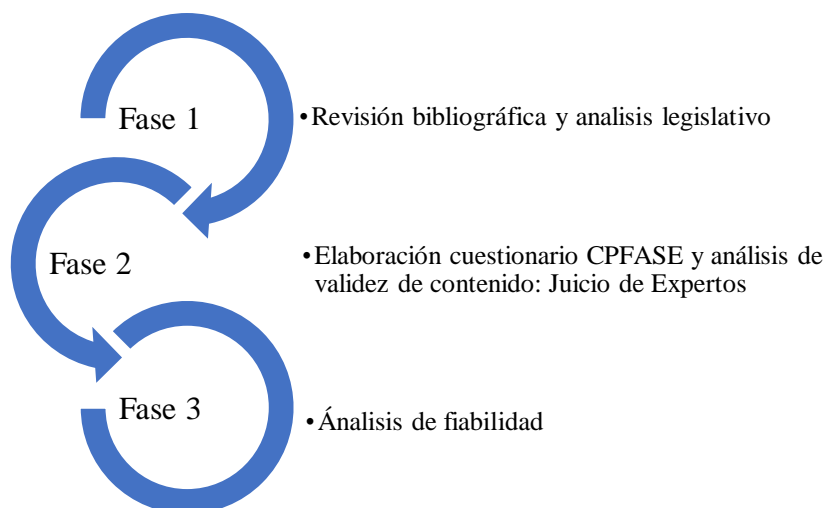 Fase 1
•Revisión bibliográfica y analisis legislativo
Fase 2
•Elaboración cuestionario CPFASE y análisis de
validez de contenido: Juicio de Expertos
Fase 3
•Ánalisis de fiabilidad